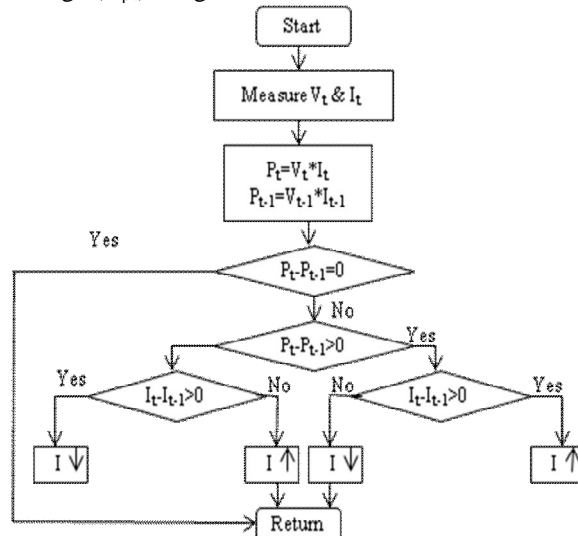 Start
Measure Vt & It
Pt=Vt*It
Pt-1=Vt-1*It-1
Yes
Pt-Pt-1=0
No
Pt-Pt-1>0
Yes
Yes
It-It-1>0
No
No
It-It-1>0
Yes
I ↓
I ↑
I ↓
I ↑
Return